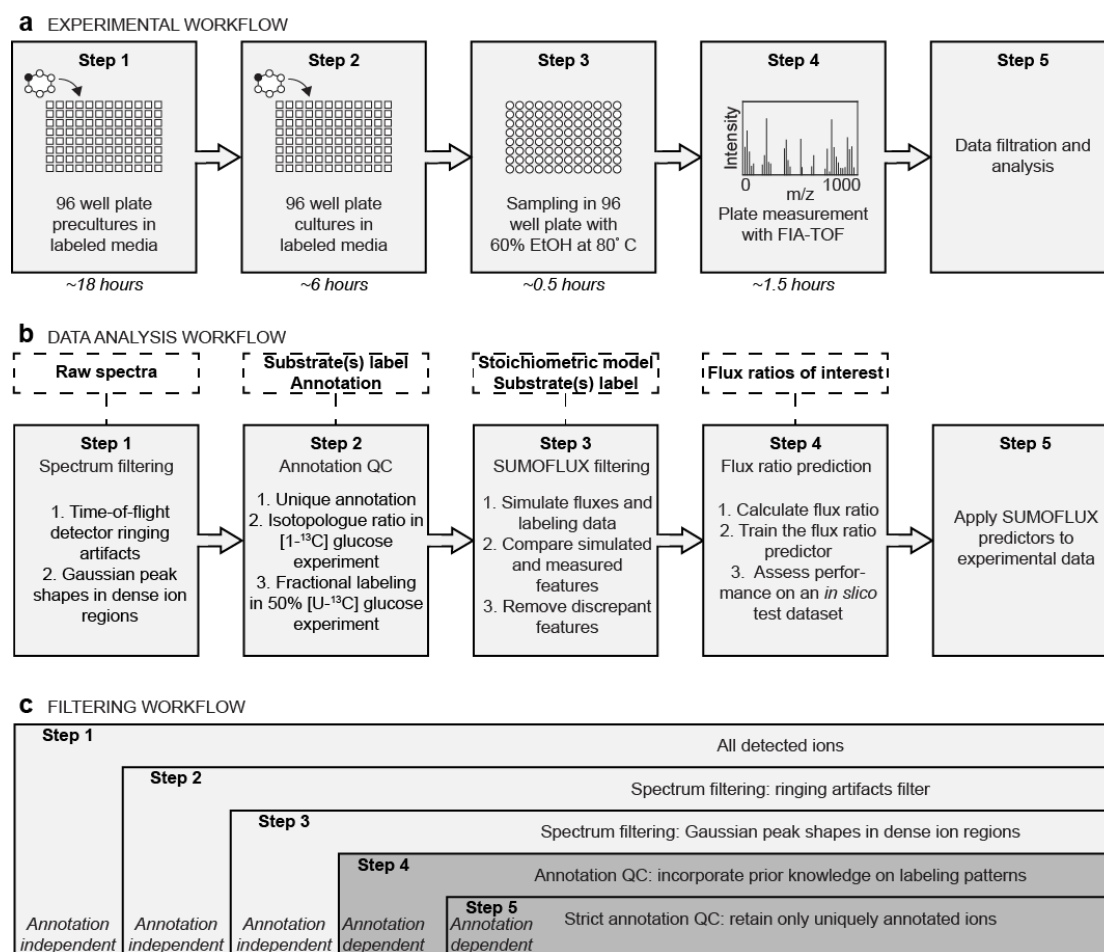 a EXPERIMENTAL WORKFLOW
Step 1
96 well plate
precultures in
labeled media
~18 hours
Step 2
96 well plate
cultures in
labeled media
~6 hours
Step 3
Sampling in 96
well plate with
60% EtOH at 80° C
~0.5 hours
Step 4
Intensity
0 1000
m/z
Plate measurement
with FIA-TOF
~1.5 hours
Step 5
Data filtration and
analysis
b DATA ANALYSIS WORKFLOW
Raw spectra
Step 1
Spectrum filtering
1. Time-of-flight
detector ringing
artifacts
2. Gaussian peak
shapes in dense ion
regions
Substrate(s) label
Annotation
Step 2
Annotation QC
1. Unique annotation
2. Isotopologue ratio in
[1-¹³C] glucose
experiment
3. Fractional labeling
in 50% [U-¹³C] glucose
experiment
Stoichiometric model
Substrate(s) label
Step 3
SUMOFLUX filtering
1. Simulate fluxes and
labeling data
2. Compare simulated
and measured
features
3. Remove discrepant
features
Flux ratios of interest
Step 4
Flux ratio prediction
1. Calculate flux ratio
2. Train the flux ratio
predictor
3. Assess perfor-
mance on an in slico
test dataset
Step 5
Apply SUMOFLUX
predictors to
experimental data
c FILTERING WORKFLOW
Step 1
All detected ions
Step 2
Spectrum filtering: ringing artifacts filter
Step 3
Spectrum filtering: Gaussian peak shapes in dense ion regions
Step 4
Annotation QC: incorporate prior knowledge on labeling patterns
Step 5
Strict annotation QC: retain only uniquely annotated ions
Annotation
independent
Annotation
independent
Annotation
independent
Annotation
dependent
Annotation
dependent